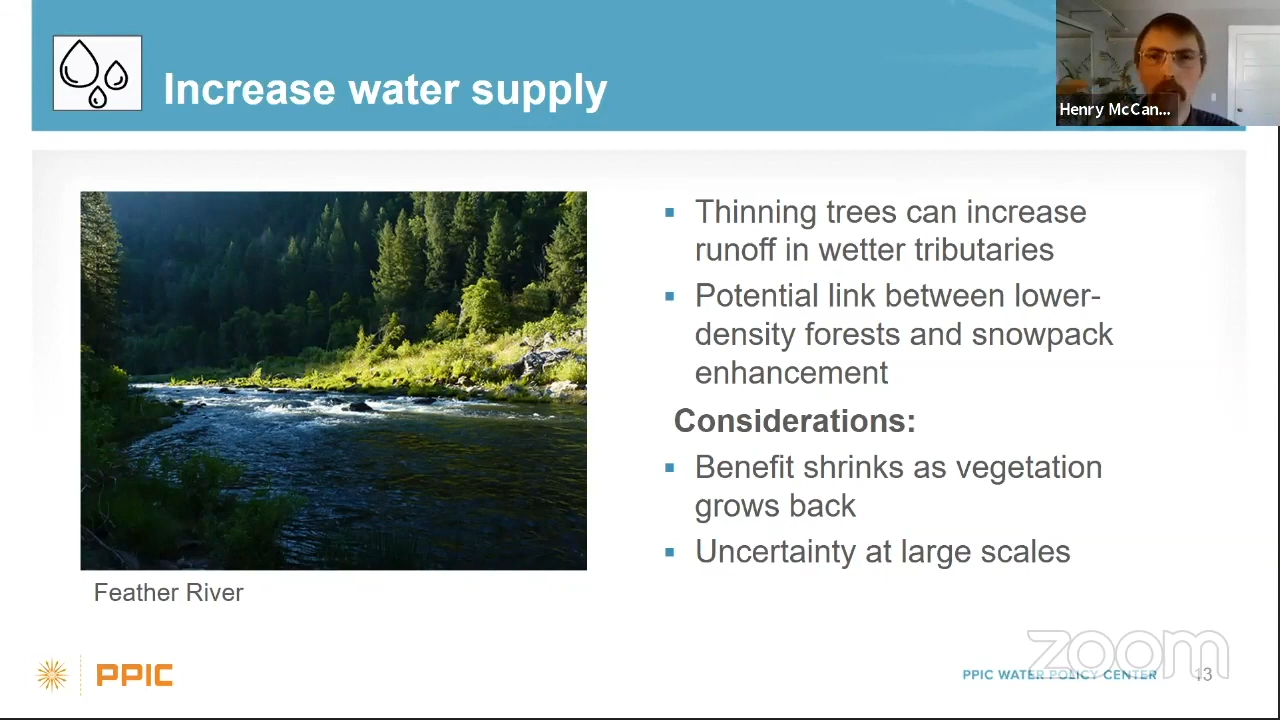 Increase water supply
Henry McCan...
Thinning trees can increase
runoff in wetter tributaries
Potential link between lower-
density forests and snowpack
enhancement
Considerations:
Benefit shrinks as vegetation
grows back
Uncertainty at large scales
Feather River
PPIC
PPIC WATER POLICY CENTER
13
zoom